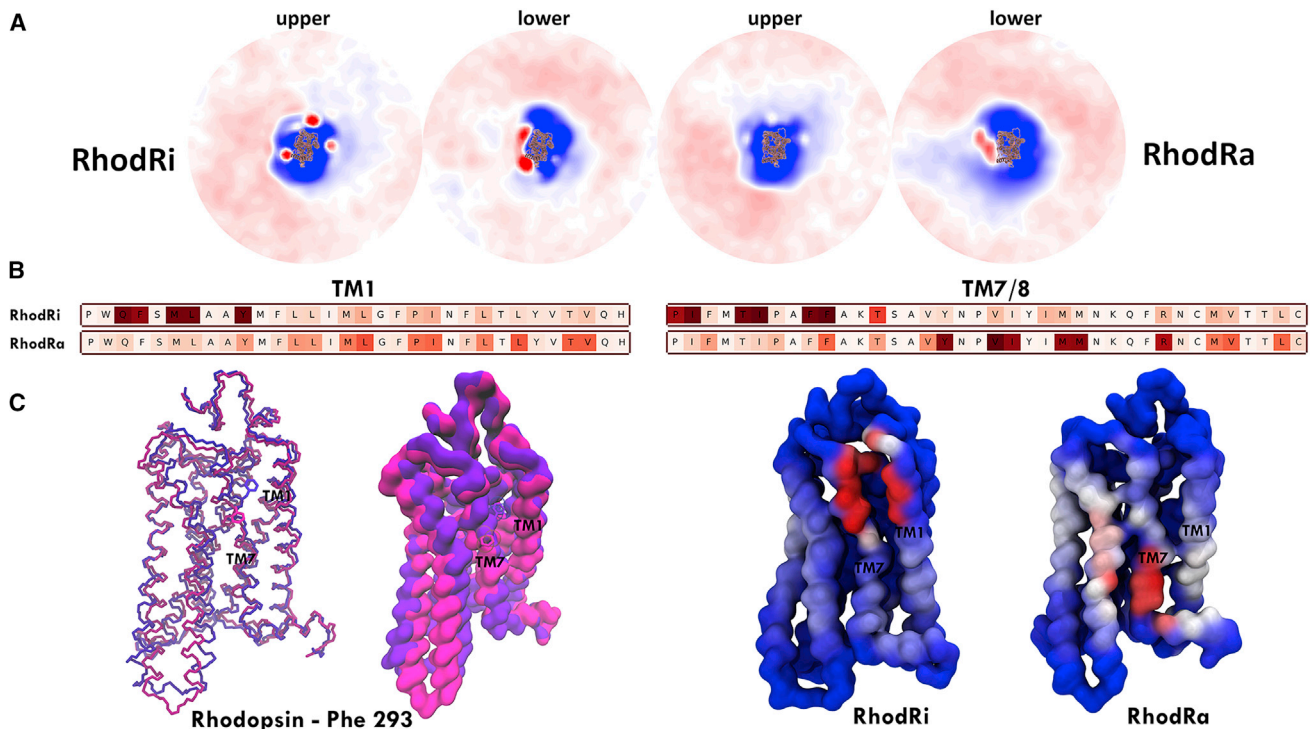 A
upper lower upper lower
RhodRi RhodRa
B
TM1 TM7/8
RhodRi P W Q F S M L A A Y M F L L I M L G F P I N F L T L Y V T V Q H P I F M T I P A F F A K T S A V Y N P V I Y I M M N K Q F R N C M V T T L C
RhodRa P W Q F S M L A A Y M F L L I M L G F P I N F L T L Y V T V Q H P I F M T I P A F F A K T S A V Y N P V I Y I M M N K Q F R N C M V T T L C
C
TM1 TM1 TM1 TM1
TM7 TM7 TM7 TM7
Rhodopsin - Phe 293 RhodRi RhodRa